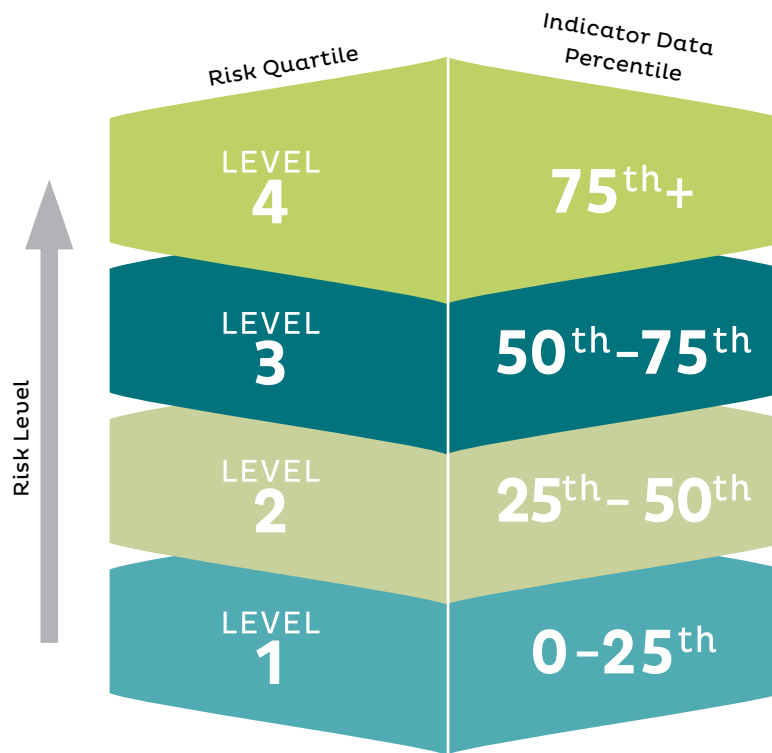 Risk Quartile
Indicator Data
Percentile
LEVEL
4
75th+
LEVEL
3
50th–75th
LEVEL
2
25th– 50th
LEVEL
1
0–25th
Risk Level